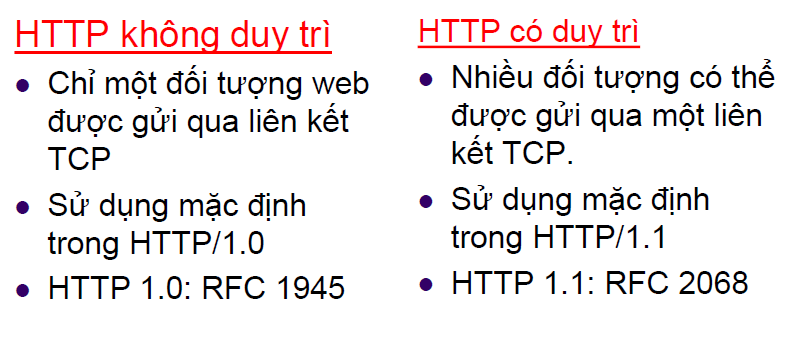 HTTP không duy trì
Chỉ một đối tượng web
được gửi qua liên kết
TCP
Sử dụng mặc định
trong HTTP/1.0
HTTP 1.0: RFC 1945
HTTP có duy trì
Nhiều đối tượng có thể
được gửi qua một liên
kết TCP.
Sử dụng mặc định
trong HTTP/1.1
HTTP 1.1: RFC 2068